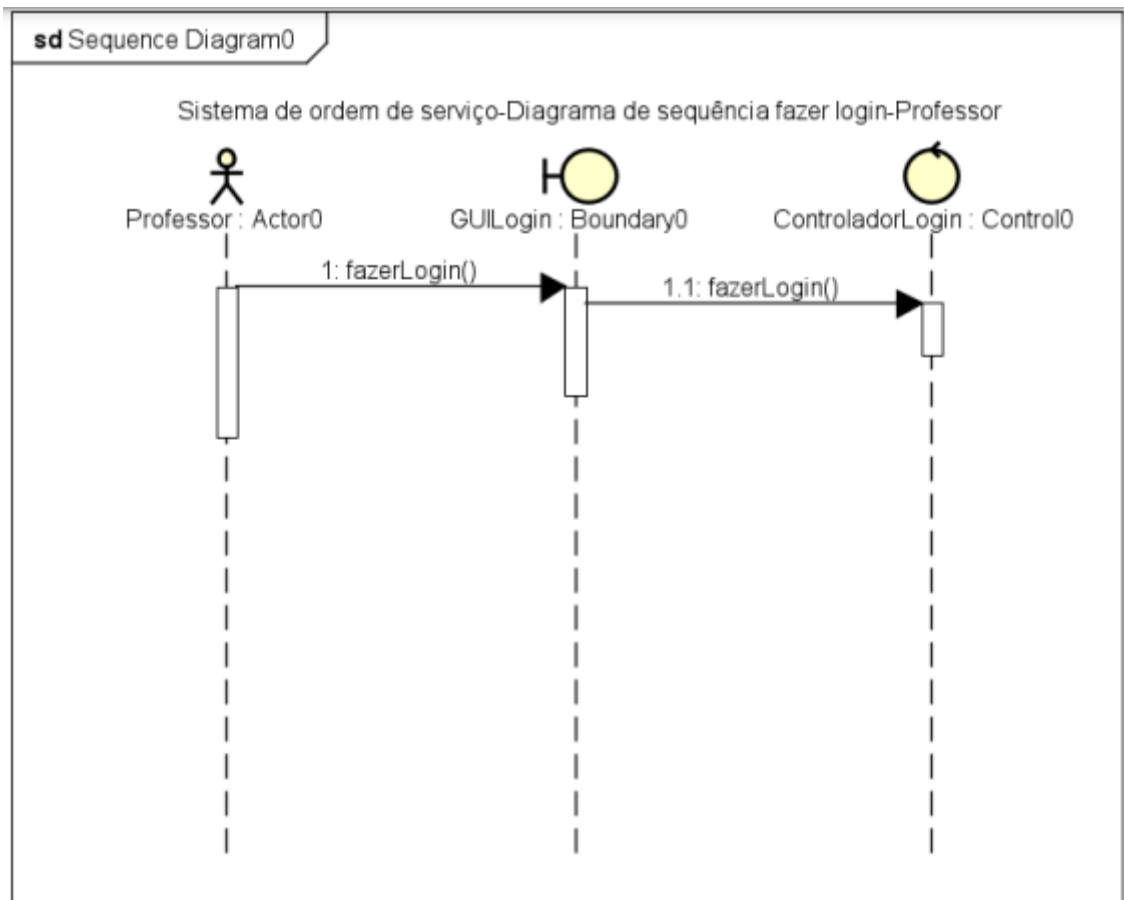 sd Sequence Diagram0
Sistema de ordem de serviço-Diagrama de sequência fazer login-Professor
Professor : Actor0
GUILogin : Boundary0
ControladorLogin : Control0
1: fazerLogin()
1.1: fazerLogin()